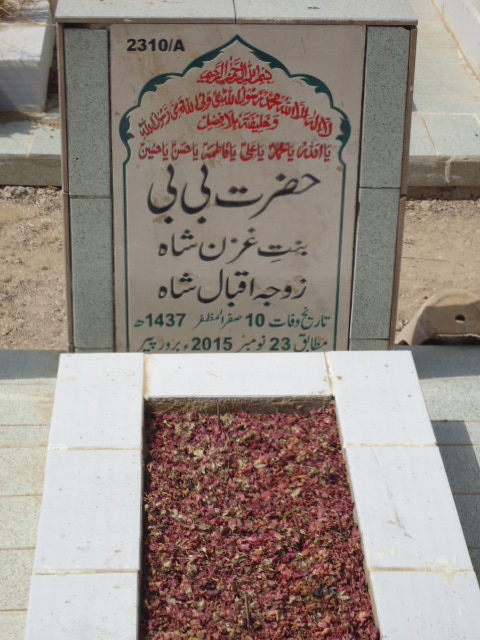 2310/A
بسم اللہ الرحمن الرحیم
لا الہ الا اللہ محمد رسول اللہ علی ولی اللہ وصی رسول اللہ
و خلیفتہ بلا فصل
یا اللہ یا محمد یا علی یا فاطمہ یا حسن یا حسین
حضرت بی بی
بنتِ غزن شاہ
زوجہ اقبال شاہ
تاریخ وفات 10 صفر المظفر 1437ھ
مطابق 23 نومبر 2015ء بروز پیر